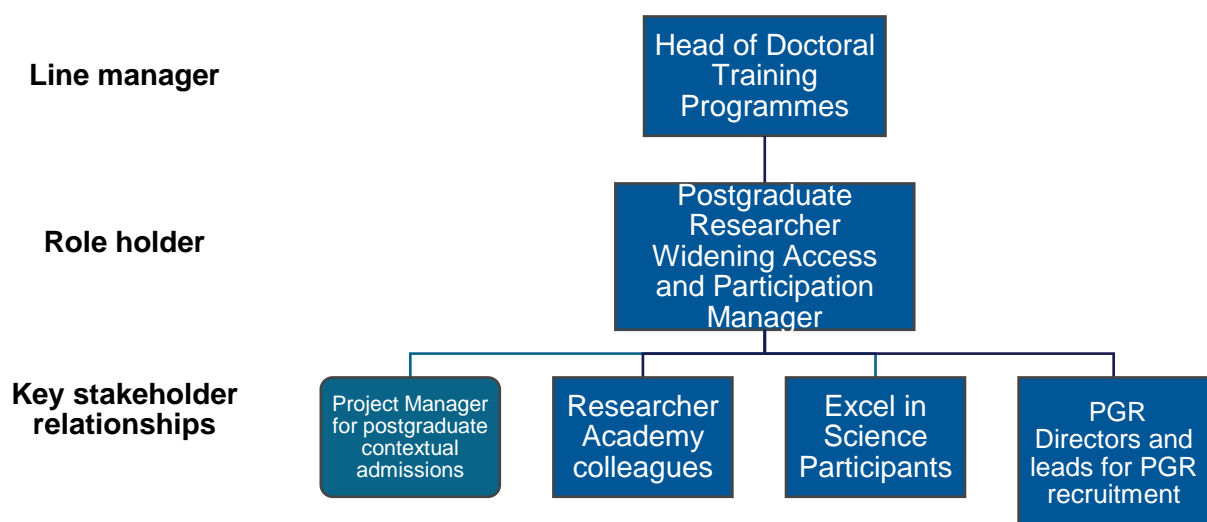 Line manager
Head of Doctoral
Training
Programmes
Role holder
Postgraduate
Researcher
Widening Access
and Participation
Manager
Key stakeholder
relationships
Project Manager
for postgraduate
contextual
admissions
Researcher
Academy
colleagues
Excel in
Science
Participants
PGR
Directors and
leads for PGR
recruitment